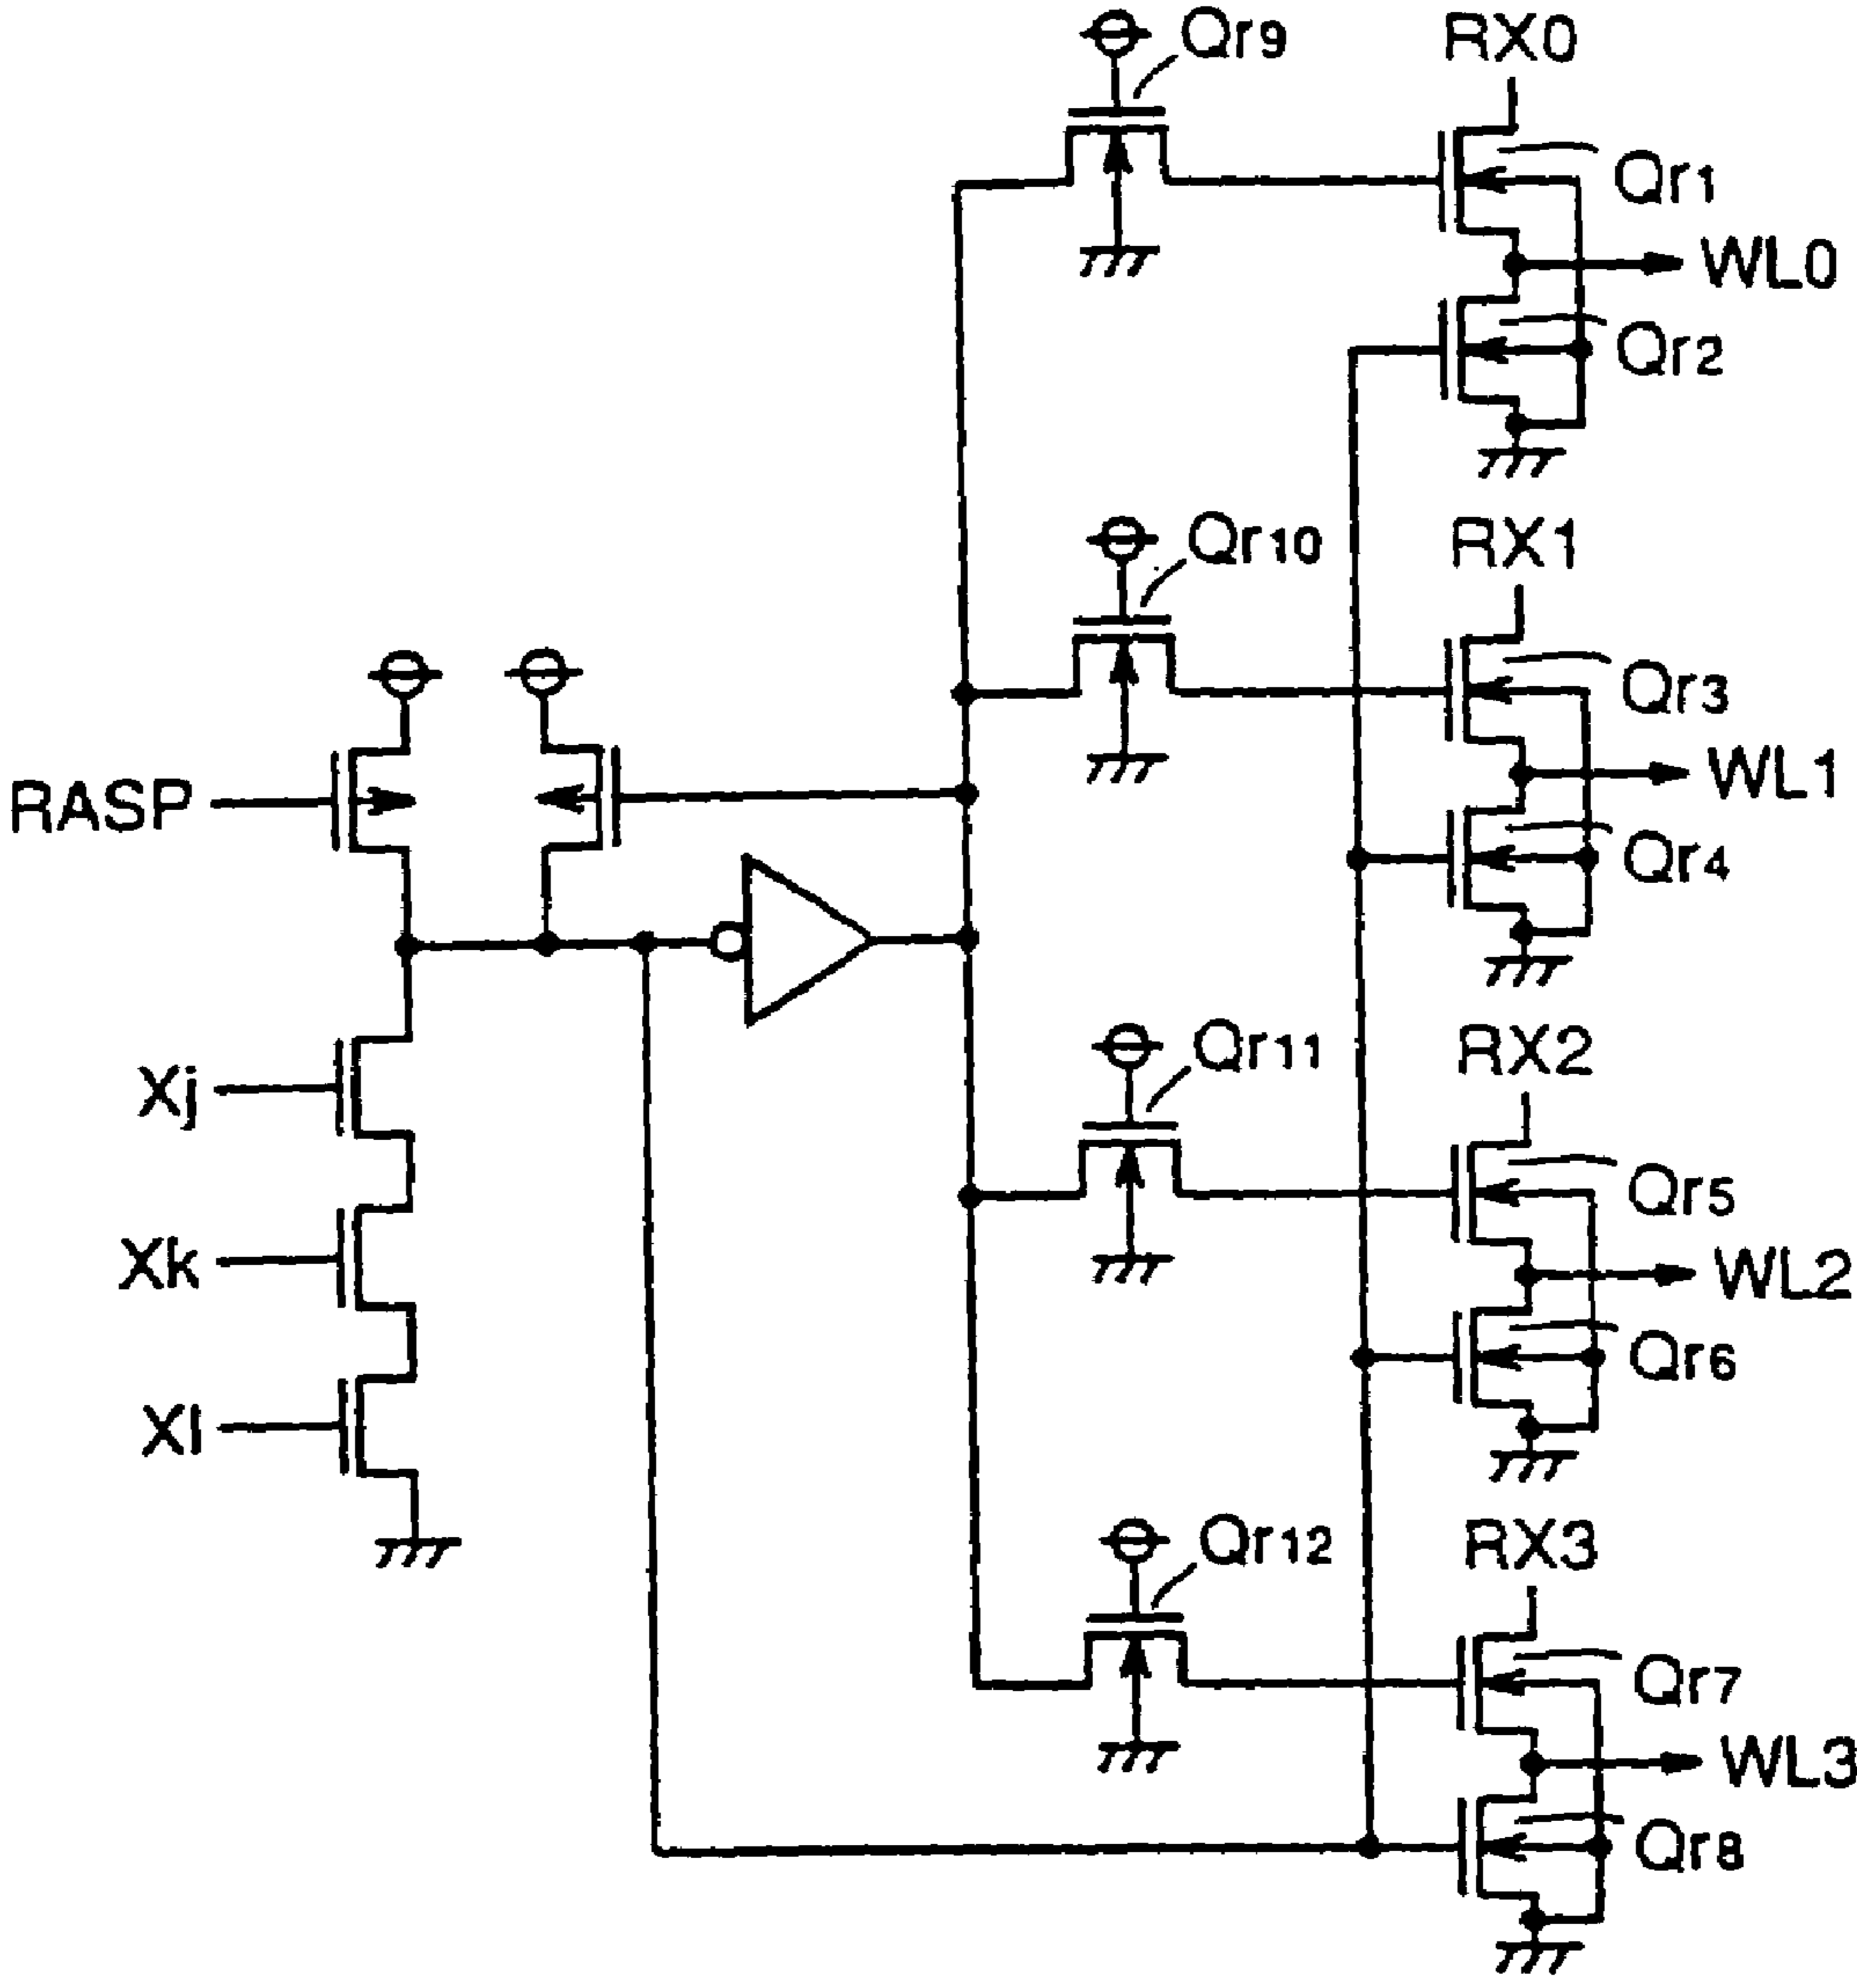 Qr9
RX0
Qr1
WL0
Qr2
Qr10
RX1
Qr3
RASP
WL1
Qr4
Qr11
RX2
Xj
Qr5
Xk
WL2
Qr6
Xl
Qr12
RX3
Qr7
WL3
Qr8